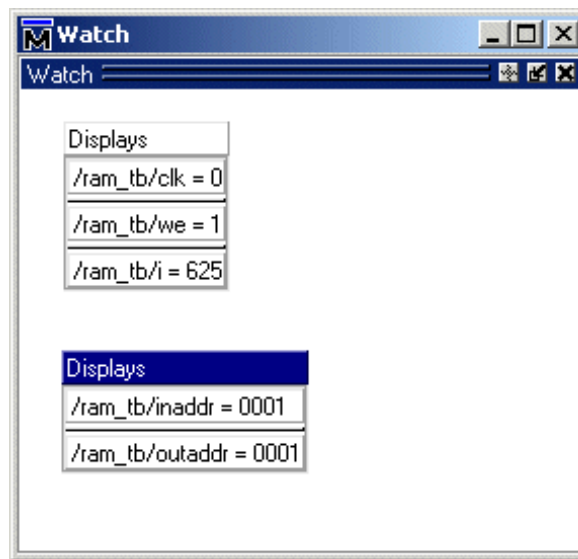 Watch
Watch
Displays
/ram_tb/clk = 0
/ram_tb/we = 1
/ram_tb/i = 625
Displays
/ram_tb/inaddr = 0001
/ram_tb/outaddr = 0001